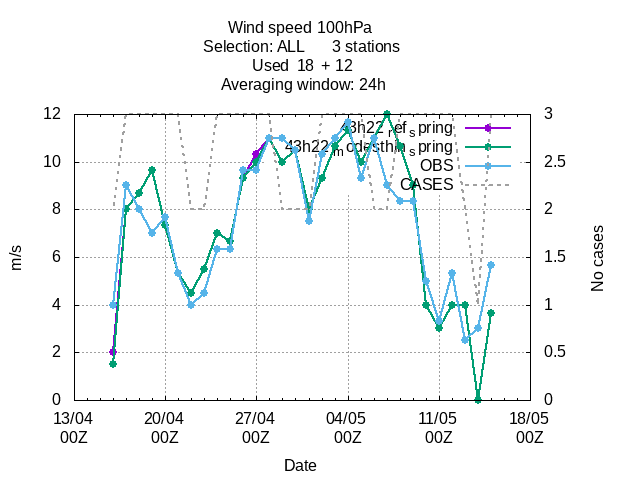 Wind speed 100hPa
Selection: ALL 3 stations
Used 18 + 12
Averaging window: 24h
12
10
8
6
4
2
0
3
2.5
2
1.5
1
0.5
0
m/s
No cases
43h22_ref_spring
OBS
CASES
13/04 20/04 27/04 04/05 11/05 18/05
00Z 00Z 00Z 00Z 00Z 00Z
Date